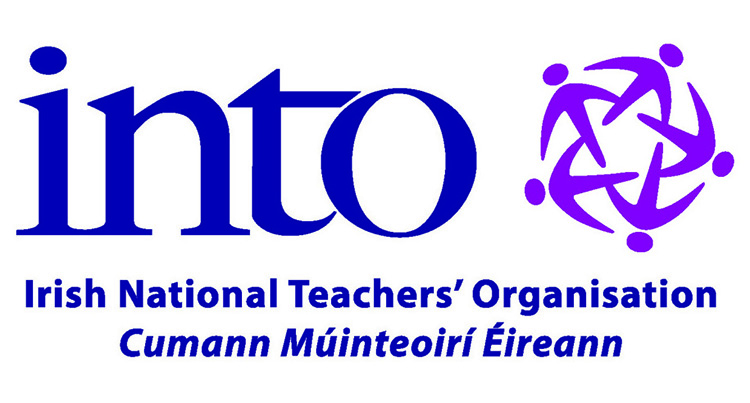 into
Irish National Teachers’ Organisation
Cumann Múinteoirí Éireann